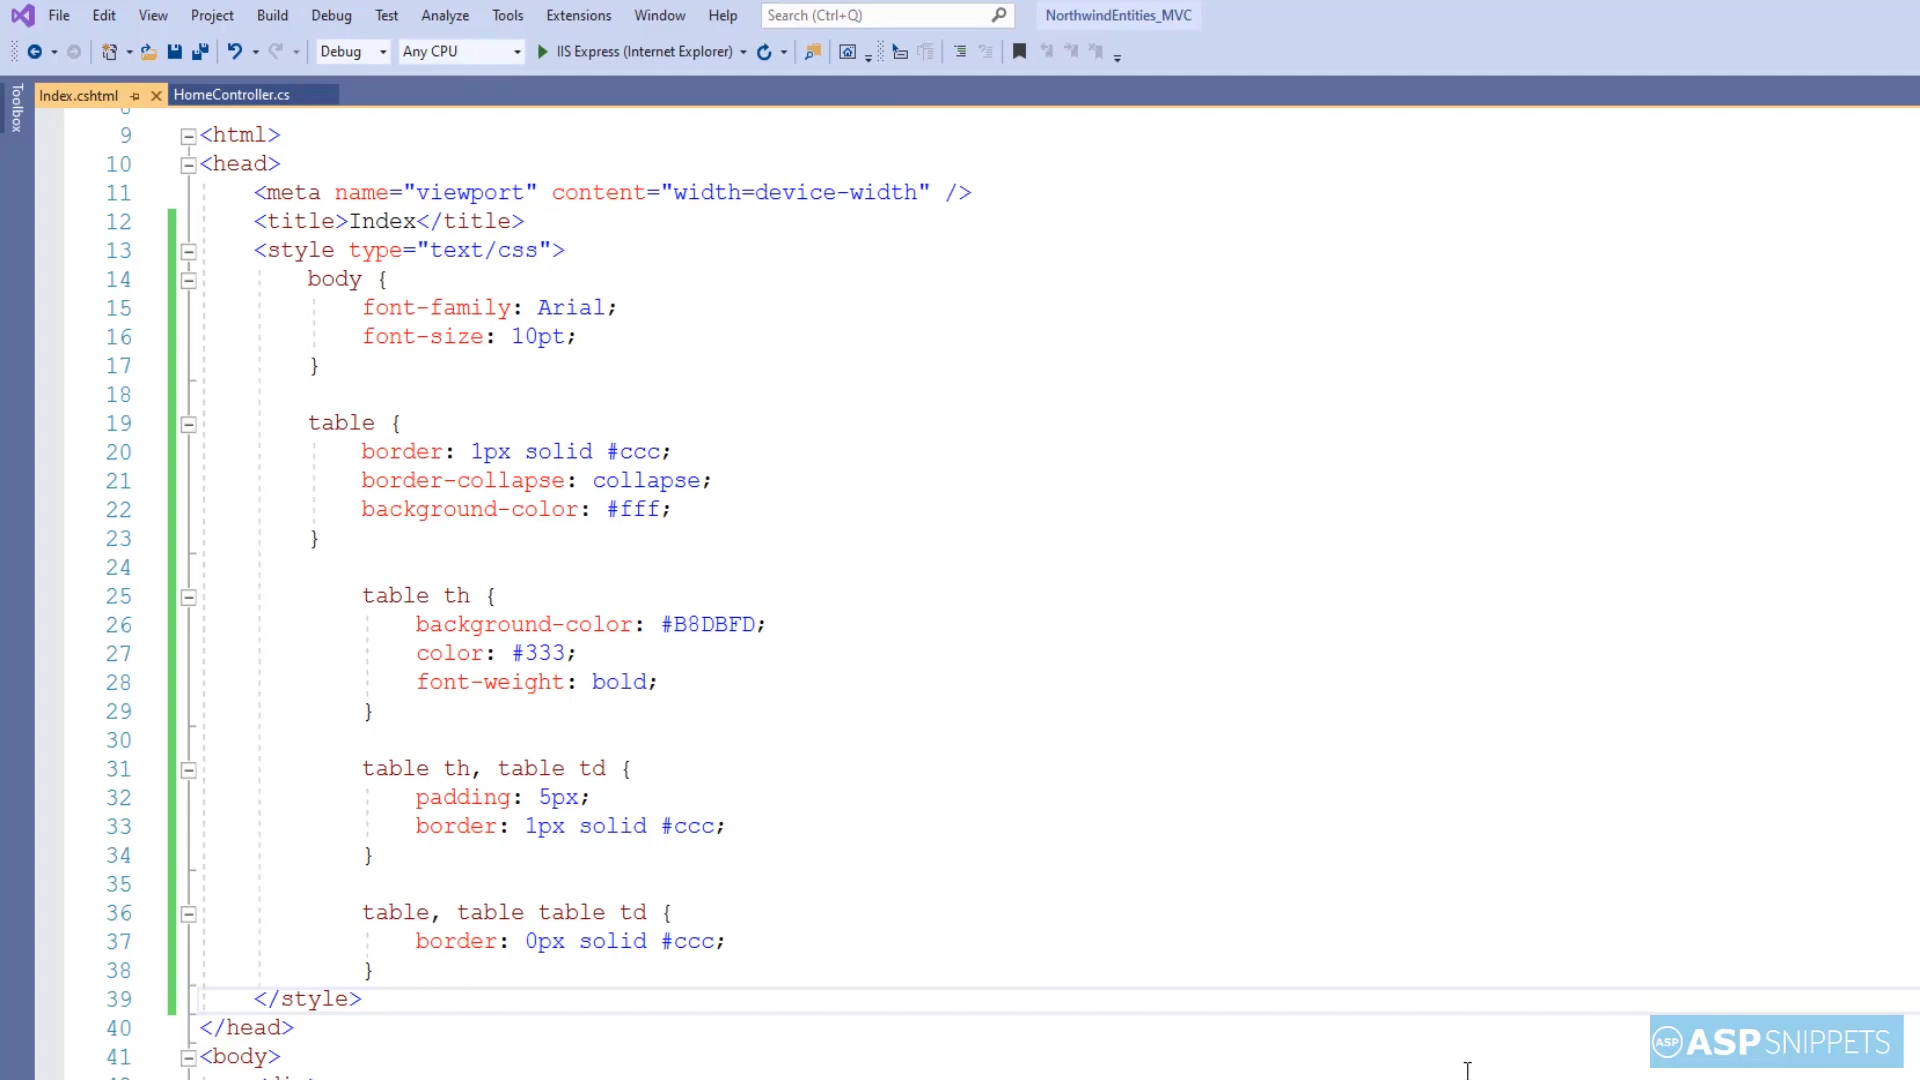 File Edit View Project Build Debug Test Analyze Tools Extensions Window Help Search (Ctrl+Q) NorthwindEntities_MVC
Debug Any CPU IIS Express (Internet Explorer)
Toolbox
Index.cshtml HomeController.cs
9 <html>
10 <head>
11 <meta name="viewport" content="width=device-width" />
12 <title>Index</title>
13 <style type="text/css">
14 body {
15 font-family: Arial;
16 font-size: 10pt;
17 }
18
19 table {
20 border: 1px solid #ccc;
21 border-collapse: collapse;
22 background-color: #fff;
23 }
24
25 table th {
26 background-color: #B8DBFD;
27 color: #333;
28 font-weight: bold;
29 }
30
31 table th, table td {
32 padding: 5px;
33 border: 1px solid #ccc;
34 }
35
36 table, table table td {
37 border: 0px solid #ccc;
38 }
39 </style>
40 </head>
41 <body>
ASP ASPSNIPPETS